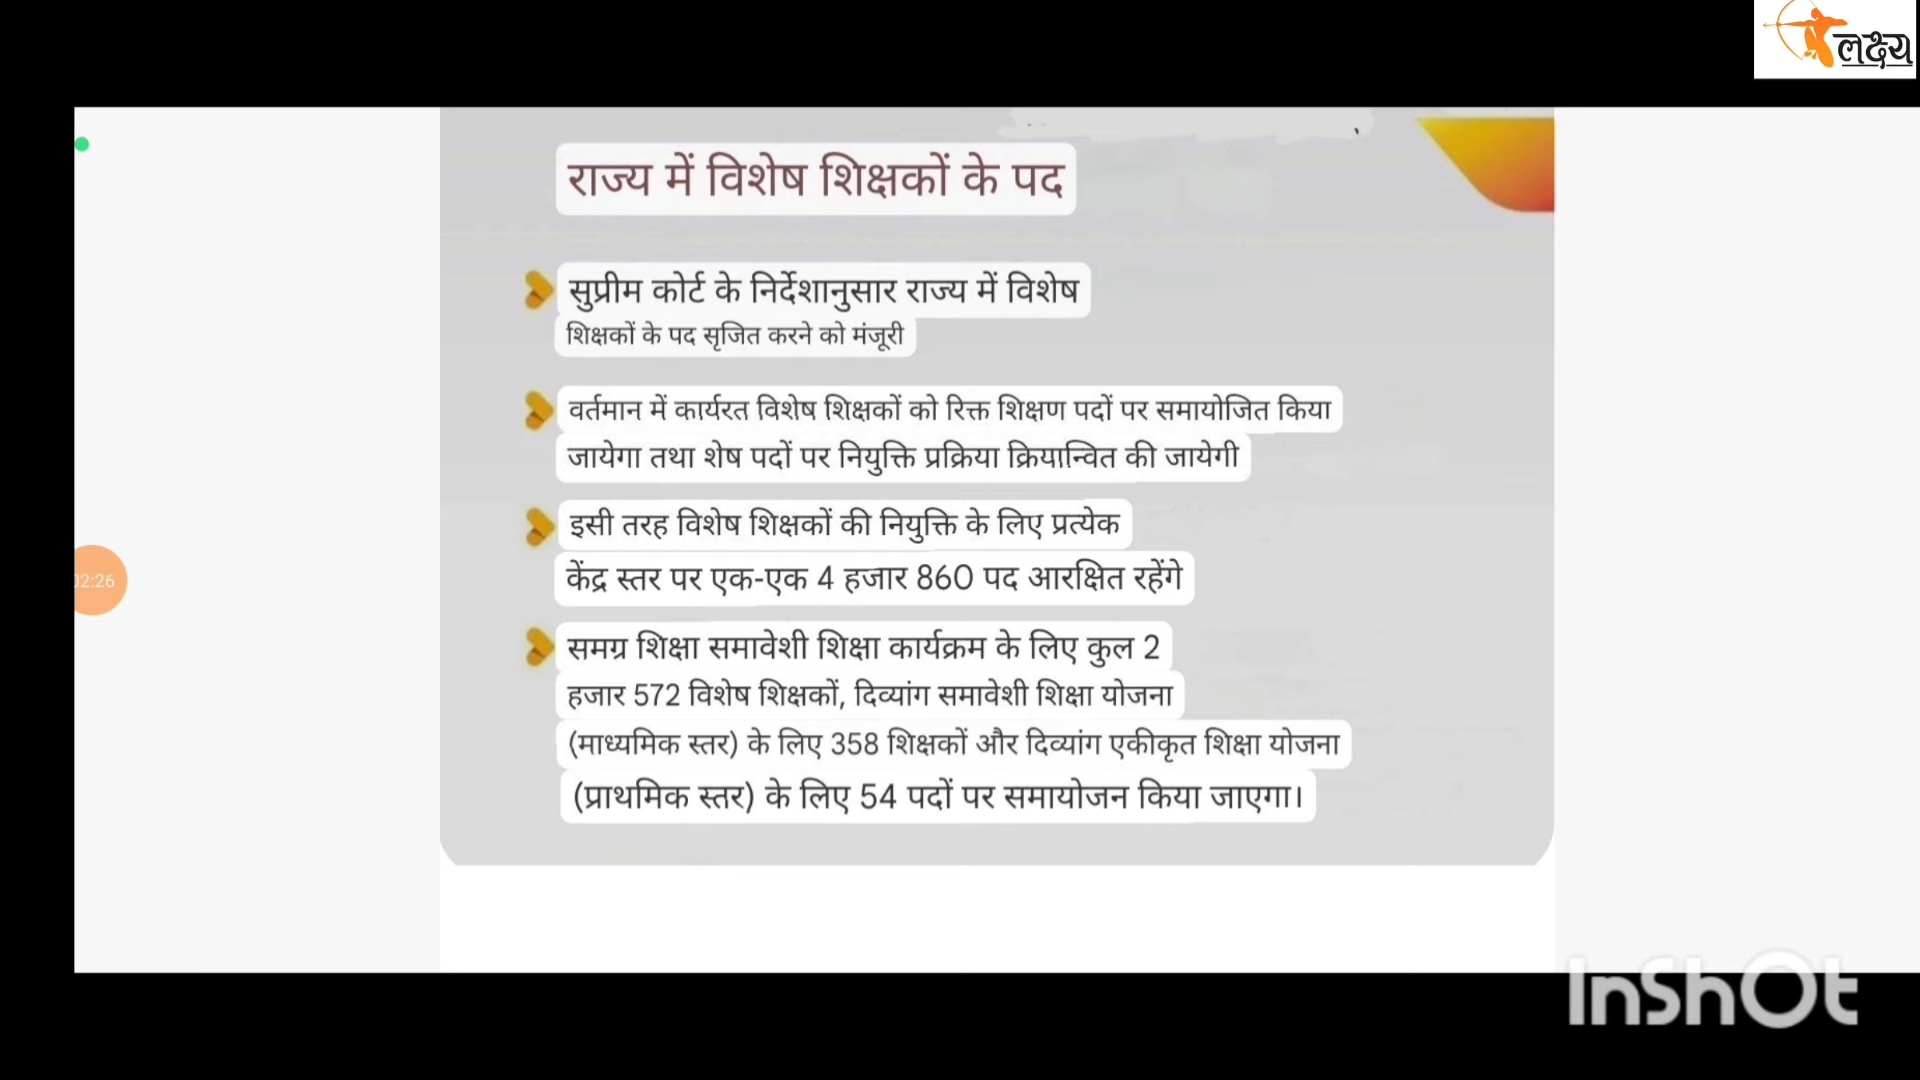 लक्ष्य
राज्य में विशेष शिक्षकों के पद
सुप्रीम कोर्ट के निर्देशानुसार राज्य में विशेष
शिक्षकों के पद सृजित करने को मंजूरी
वर्तमान में कार्यरत विशेष शिक्षकों को रिक्त शिक्षण पदों पर समायोजित किया
जायेगा तथा शेष पदों पर नियुक्ति प्रक्रिया क्रियान्वित की जायेगी
इसी तरह विशेष शिक्षकों की नियुक्ति के लिए प्रत्येक
केंद्र स्तर पर एक-एक 4 हजार 860 पद आरक्षित रहेंगे
02:26
समग्र शिक्षा समावेशी शिक्षा कार्यक्रम के लिए कुल 2
हजार 572 विशेष शिक्षकों, दिव्यांग समावेशी शिक्षा योजना
(माध्यमिक स्तर) के लिए 358 शिक्षकों और दिव्यांग एकीकृत शिक्षा योजना
(प्राथमिक स्तर) के लिए 54 पदों पर समायोजन किया जाएगा।
InShOt